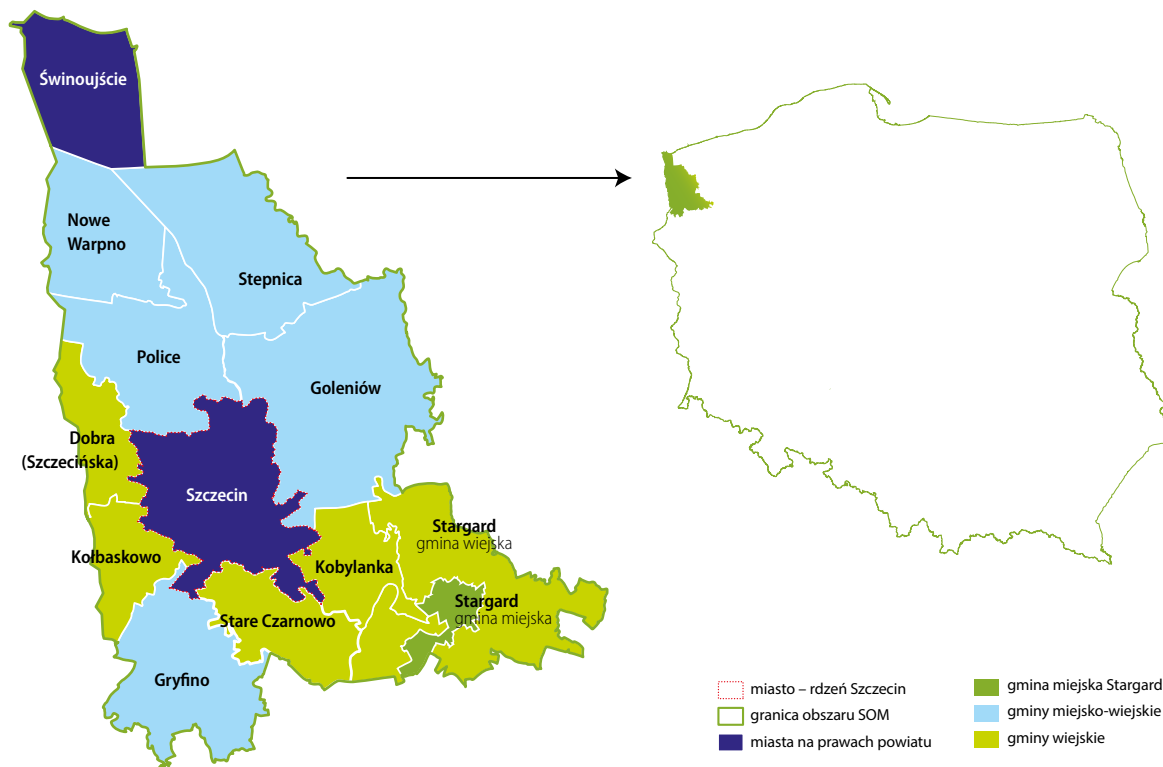 Świnoujście
Nowe
Warpno
Stepnica
Police
Goleniów
Dobra
(Szczecińska)
Szczecin
Stargard
gmina wiejska
Kołbaskowo
Kobylanka
Stargard
gmina miejska
Stare Czarnowo
Gryfino
miasto – rdzeń Szczecin
granica obszaru SOM
miasta na prawach powiatu
gmina miejska Stargard
gminy miejsko-wiejskie
gminy wiejskie